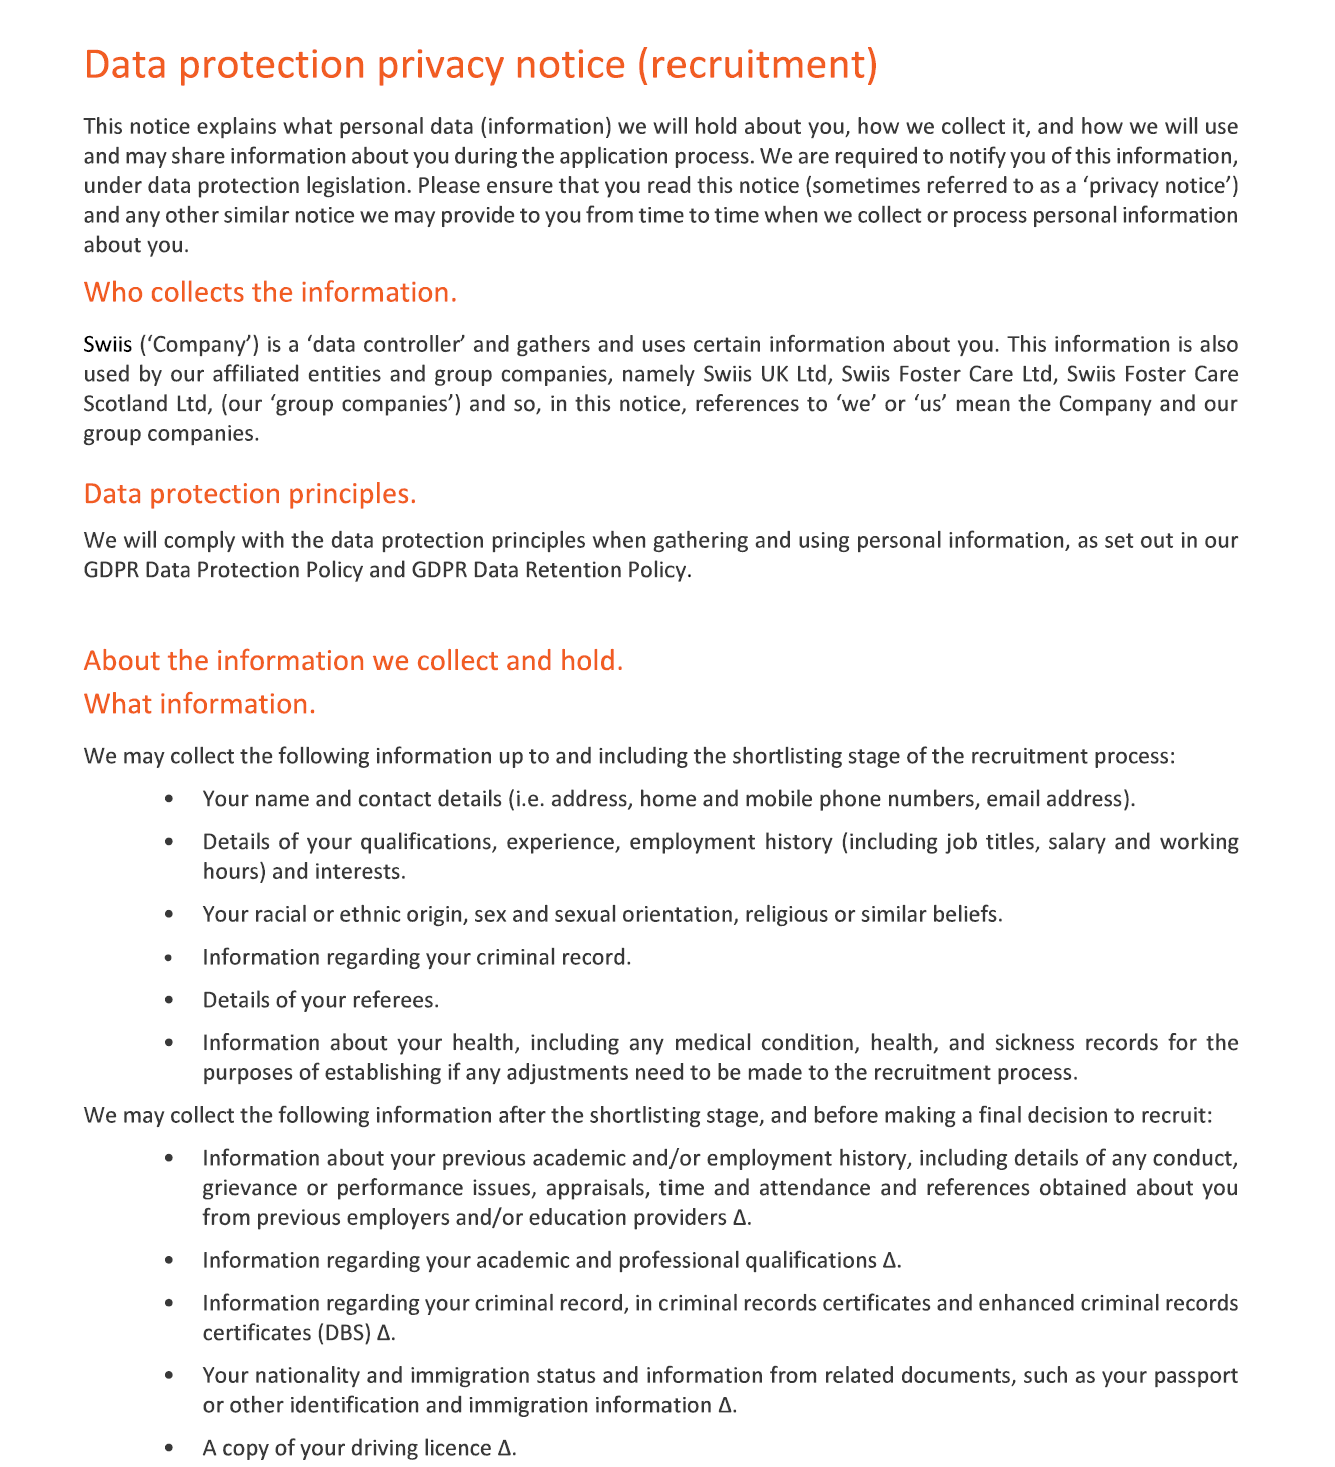 Data protection privacy notice (recruitment)
This notice explains what personal data (information) we will hold about you, how we collect it, and how we will use
and may share information about you during the application process. We are required to notify you of this information,
under data protection legislation. Please ensure that you read this notice (sometimes referred to as a ‘privacy notice’)
and any other similar notice we may provide to you from time to time when we collect or process personal information
about you.
Who collects the information.
Swiis (‘Company’) is a ‘data controller’ and gathers and uses certain information about you. This information is also
used by our affiliated entities and group companies, namely Swiis UK Ltd, Swiis Foster Care Ltd, Swiis Foster Care
Scotland Ltd, (our ‘group companies’) and so, in this notice, references to ‘we’ or ‘us’ mean the Company and our
group companies.
Data protection principles.
We will comply with the data protection principles when gathering and using personal information, as set out in our
GDPR Data Protection Policy and GDPR Data Retention Policy.
About the information we collect and hold.
What information.
We may collect the following information up to and including the shortlisting stage of the recruitment process:
• Your name and contact details (i.e. address, home and mobile phone numbers, email address).
• Details of your qualifications, experience, employment history (including job titles, salary and working
hours) and interests.
• Your racial or ethnic origin, sex and sexual orientation, religious or similar beliefs.
• Information regarding your criminal record.
• Details of your referees.
• Information about your health, including any medical condition, health, and sickness records for the
purposes of establishing if any adjustments need to be made to the recruitment process.
We may collect the following information after the shortlisting stage, and before making a final decision to recruit:
• Information about your previous academic and/or employment history, including details of any conduct,
grievance or performance issues, appraisals, time and attendance and references obtained about you
from previous employers and/or education providers Δ.
• Information regarding your academic and professional qualifications Δ.
• Information regarding your criminal record, in criminal records certificates and enhanced criminal records
certificates (DBS) Δ.
• Your nationality and immigration status and information from related documents, such as your passport
or other identification and immigration information Δ.
• A copy of your driving licence Δ.